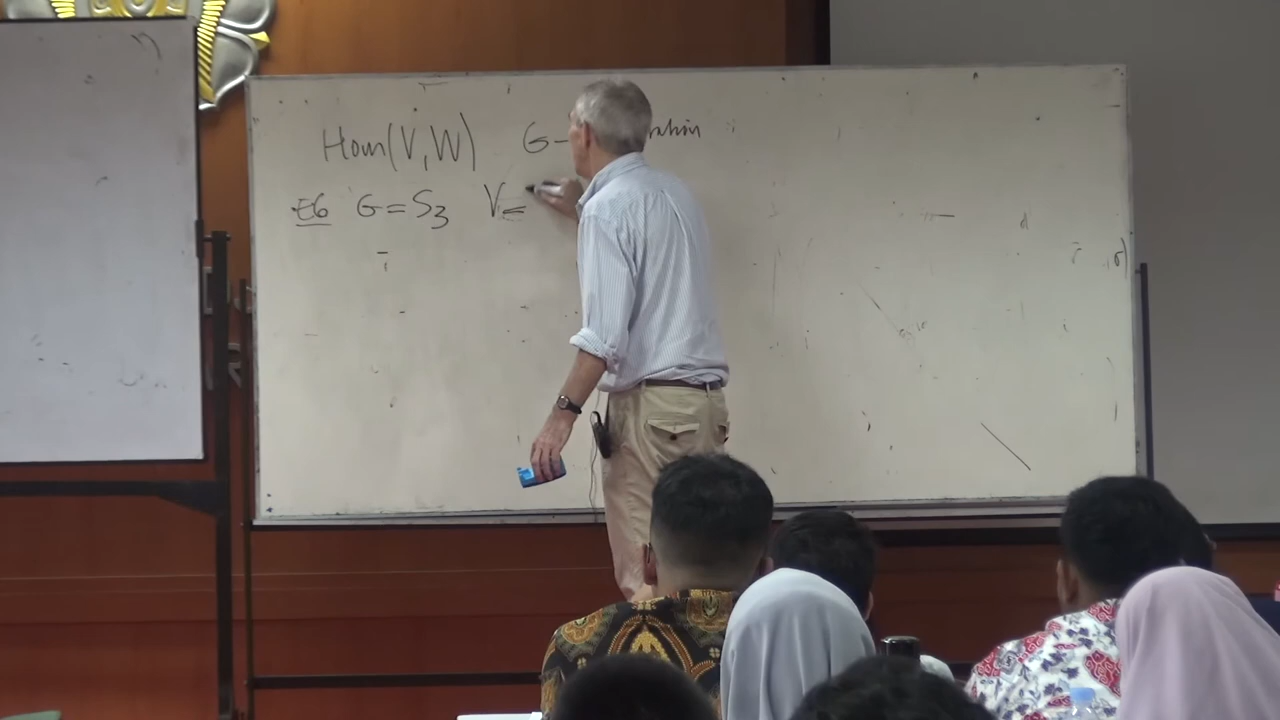 Hom(V,W) G-
EG G=S3 V=